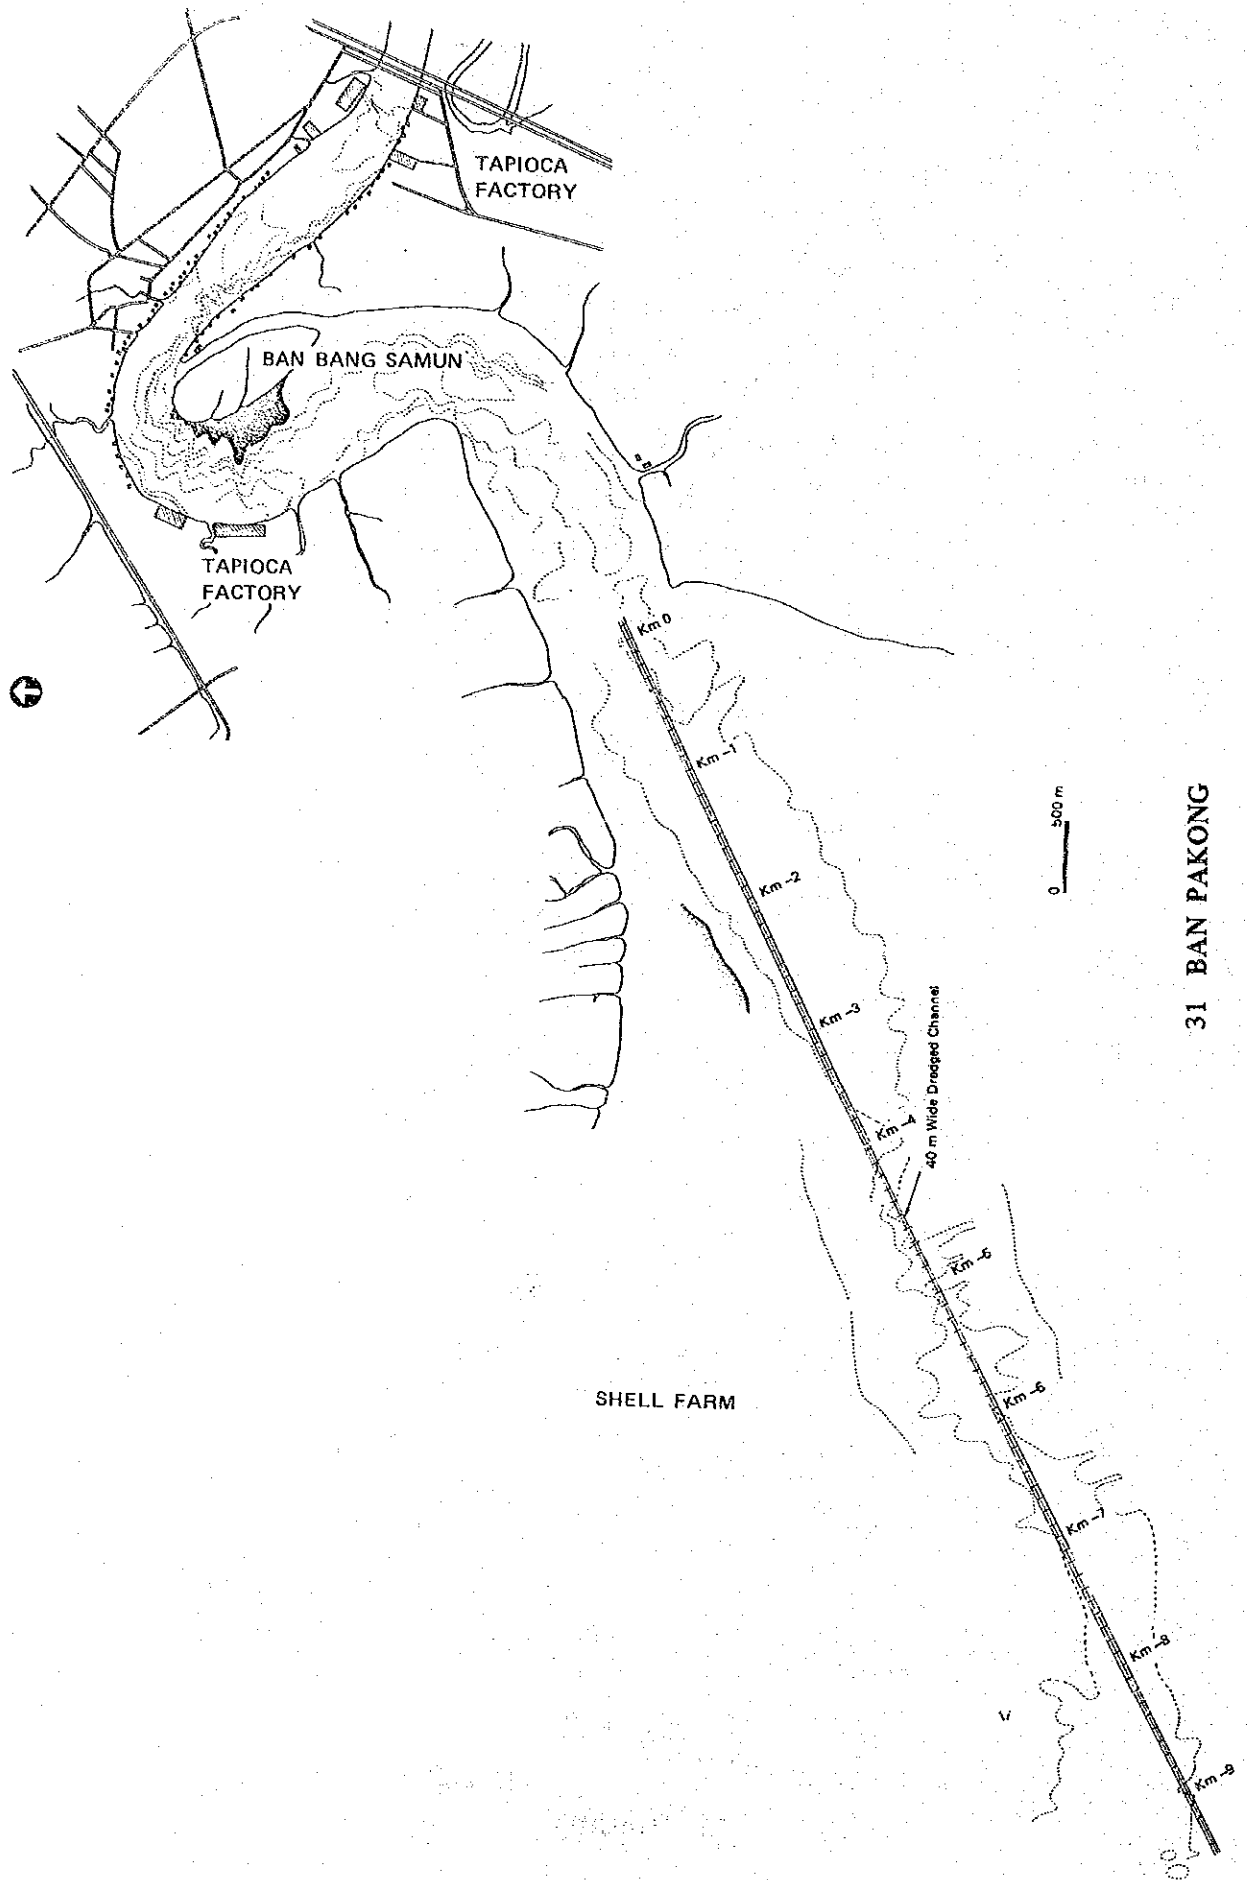 TAPIOCA
FACTORY
BAN BANG SAMUN
TAPIOCA
FACTORY
Km 0
Km -1
Km -2
Km -3
Km -4
40 m Wide Dredged Channel
Km -5
Km -6
Km -7
Km -8
Km -9
SHELL FARM
0 500 m
31 BAN PAKONG